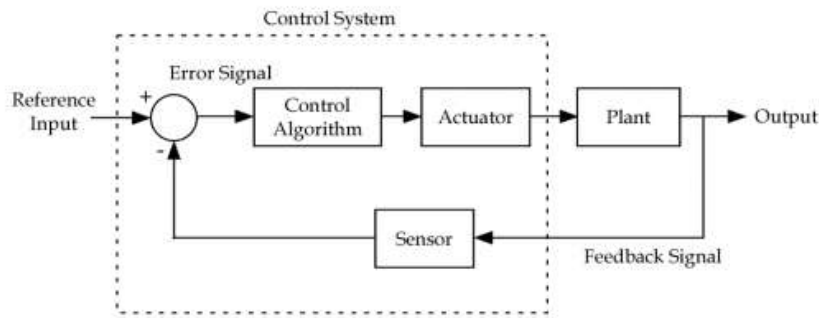 Control System
Error Signal
+
Reference
Input
-
Control
Algorithm
Actuator
Plant
Output
Sensor
Feedback Signal